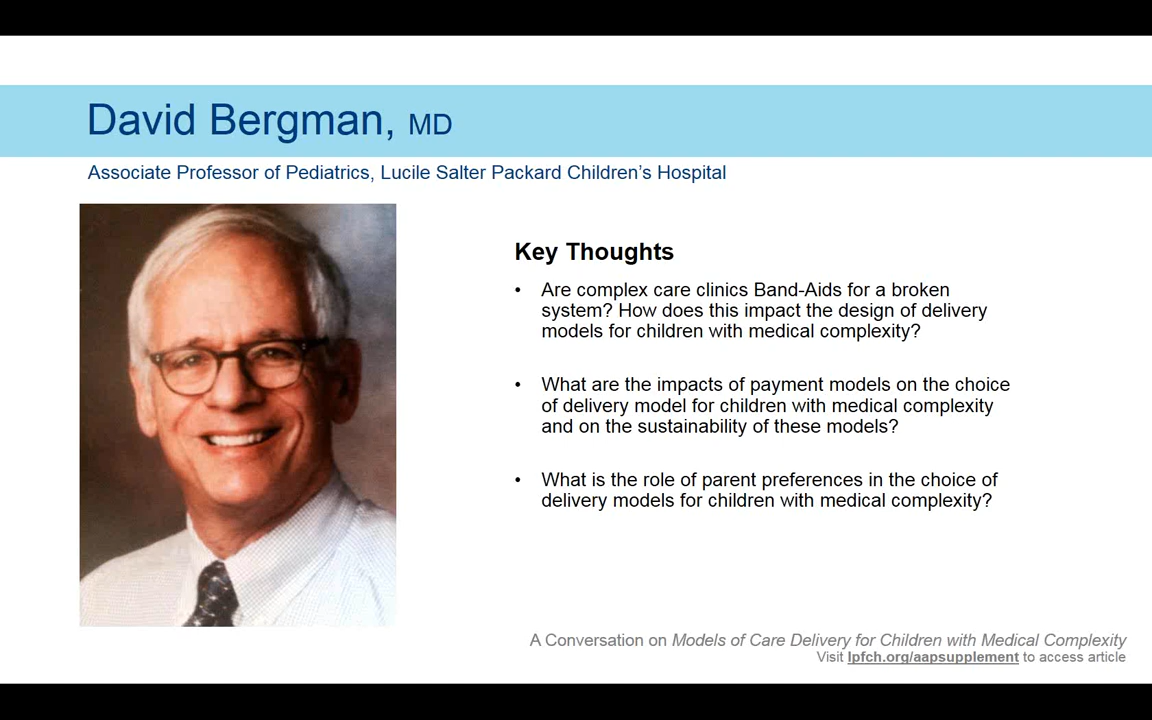 David Bergman, MD
Associate Professor of Pediatrics, Lucile Salter Packard Children’s Hospital
Key Thoughts
• Are complex care clinics Band-Aids for a broken
system? How does this impact the design of delivery
models for children with medical complexity?
• What are the impacts of payment models on the choice
of delivery model for children with medical complexity
and on the sustainability of these models?
• What is the role of parent preferences in the choice of
delivery models for children with medical complexity?
A Conversation on Models of Care Delivery for Children with Medical Complexity
Visit lpfch.org/aapsupplement to access article